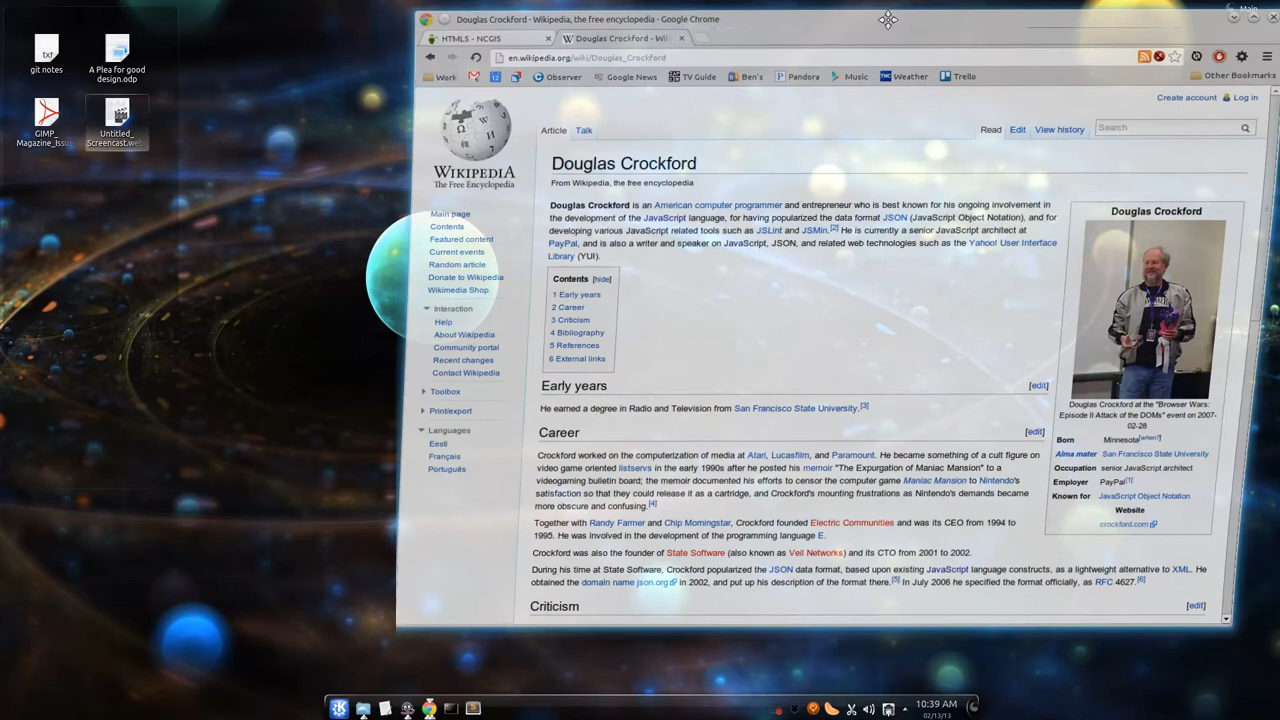 Main
Douglas Crockford - Wikipedia, the free encyclopedia - Google Chrome
HTML5 - NCGIS
Douglas Crockford - Wi
en.wikipedia.org/wiki/Douglas_Crockford
Work
12
Observer
Google News
TV Guide
Ben's
Pandora
Music
TWC Weather
Trello
Other Bookmarks
txt
git notes
A Plea for good
design.odp
GIMP_
Magazine_Issu
Untitled_
Screencast.we
Create account
Log in
Article
Talk
Read
Edit
View history
Search
WIKIPEDIA
The Free Encyclopedia
Main page
Contents
Featured content
Current events
Random article
Donate to Wikipedia
Wikimedia Shop
Interaction
Help
About Wikipedia
Community portal
Recent changes
Contact Wikipedia
Toolbox
Print/export
Languages
Eesti
Français
Português
Douglas Crockford
From Wikipedia, the free encyclopedia
Douglas Crockford is an American computer programmer and entrepreneur who is best known for his ongoing involvement in
the development of the JavaScript language, for having popularized the data format JSON (JavaScript Object Notation), and for
developing various JavaScript related tools such as JSLint and JSMin.[2] He is currently a senior JavaScript architect at
PayPal, and is also a writer and speaker on JavaScript, JSON, and related web technologies such as the Yahoo! User Interface
Library (YUI).
Contents [hide]
1 Early years
2 Career
3 Criticism
4 Bibliography
5 References
6 External links
Early years
[edit]
He earned a degree in Radio and Television from San Francisco State University.[3]
Career
[edit]
Crockford worked on the computerization of media at Atari, Lucasfilm, and Paramount. He became something of a cult figure on
video game oriented listservs in the early 1990s after he posted his memoir "The Expurgation of Maniac Mansion" to a
videogaming bulletin board; the memoir documented his efforts to censor the computer game Maniac Mansion to Nintendo's
satisfaction so that they could release it as a cartridge, and Crockford's mounting frustrations as Nintendo's demands became
more obscure and confusing.[4]
Together with Randy Farmer and Chip Morningstar, Crockford founded Electric Communities and was its CEO from 1994 to
1995. He was involved in the development of the programming language E.
Crockford was also the founder of State Software (also known as Veil Networks) and its CTO from 2001 to 2002.
During his time at State Software, Crockford popularized the JSON data format, based upon existing JavaScript language constructs, as a lightweight alternative to XML. He
obtained the domain name json.org in 2002, and put up his description of the format there.[5] In July 2006 he specified the format officially, as RFC 4627.[6]
Criticism
[edit]
Douglas Crockford
Douglas Crockford at the "Browser Wars:
Episode II Attack of the DOMs" event on 2007-
02-28
Born Minnesota[when?]
Alma mater San Francisco State University
Occupation senior JavaScript architect
Employer PayPal[1]
Known for JavaScript Object Notation
Website
crockford.com
10:39 AM
02/13/13